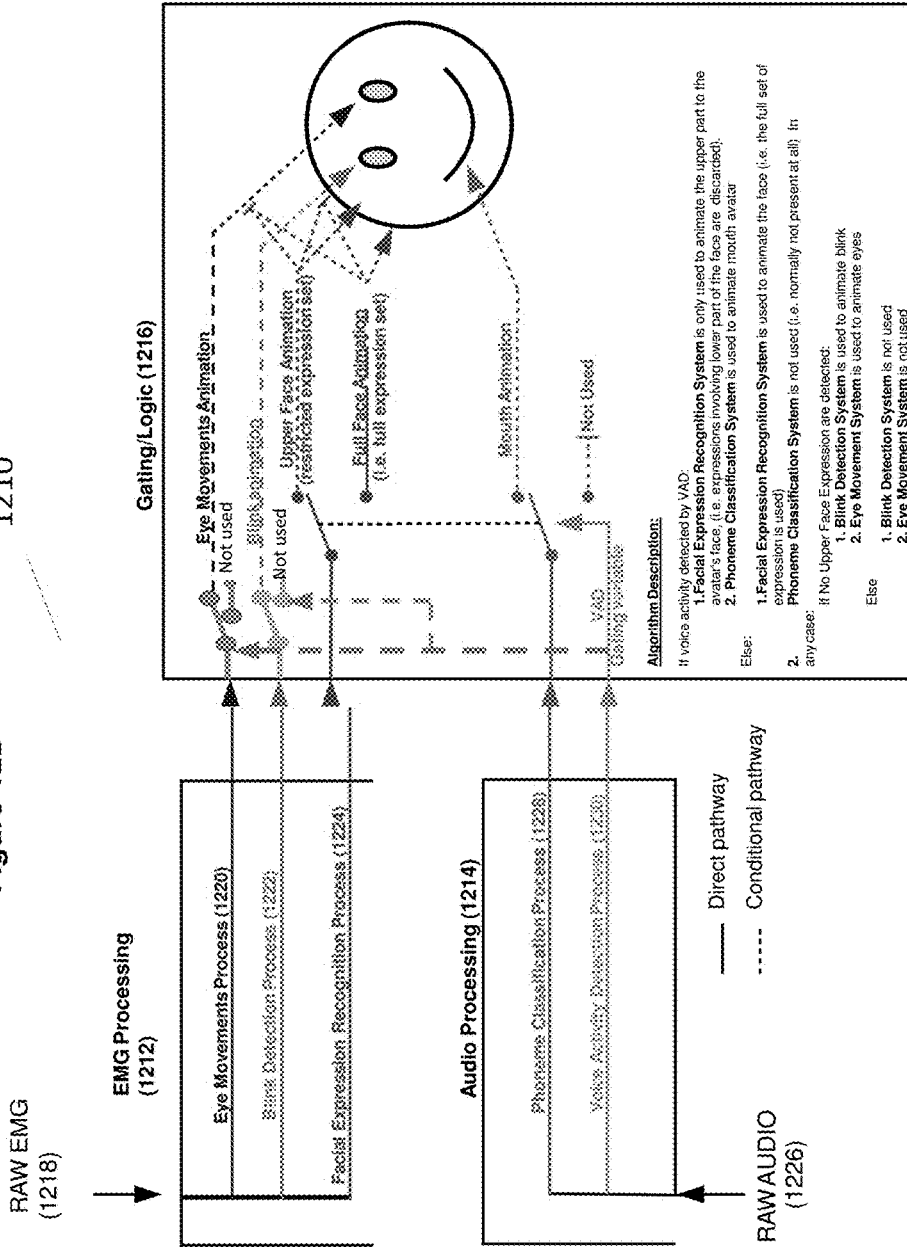 1210
RAW EMG
(1218)
EMG Processing
(1212)
Eye Movements Process (1220)
Blink Detection Process (1222)
Facial Expression Recognition Process (1224)
Audio Processing (1214)
Phoneme Classification Process (1228)
Voice Activity Detection Process (1230)
RAW AUDIO
(1226)
Direct pathway
Conditional pathway
Gating/Logic (1216)
Eye Movements Animation
Not used
Blink animation
Not used
Upper Face Animation
(restricted expression set)
Full Face Animation
(i.e. full expression set)
Mouth Animation
Not Used
VAD
Gating Variable
Algorithm Description:
If voice activity detected by VAD:
1.Facial Expression Recognition System is only used to animate the upper part to the
avatar's face, (i.e. expressions involving lower part of the face are discarded).
2. Phoneme Classification System is used to animate mouth avatar
Else:
1.Facial Expression Recognition System is used to animate the face (i.e. the full set of
expression is used)
2. Phoneme Classification System is not used (i.e. normally not present at all) In
any case:
If No Upper Face Expression are detected:
1. Blink Detection System is used to animate blink
2. Eye Movement System is used to animate eyes
Else
1. Blink Detection System is not used
2. Eye Movement System is not used